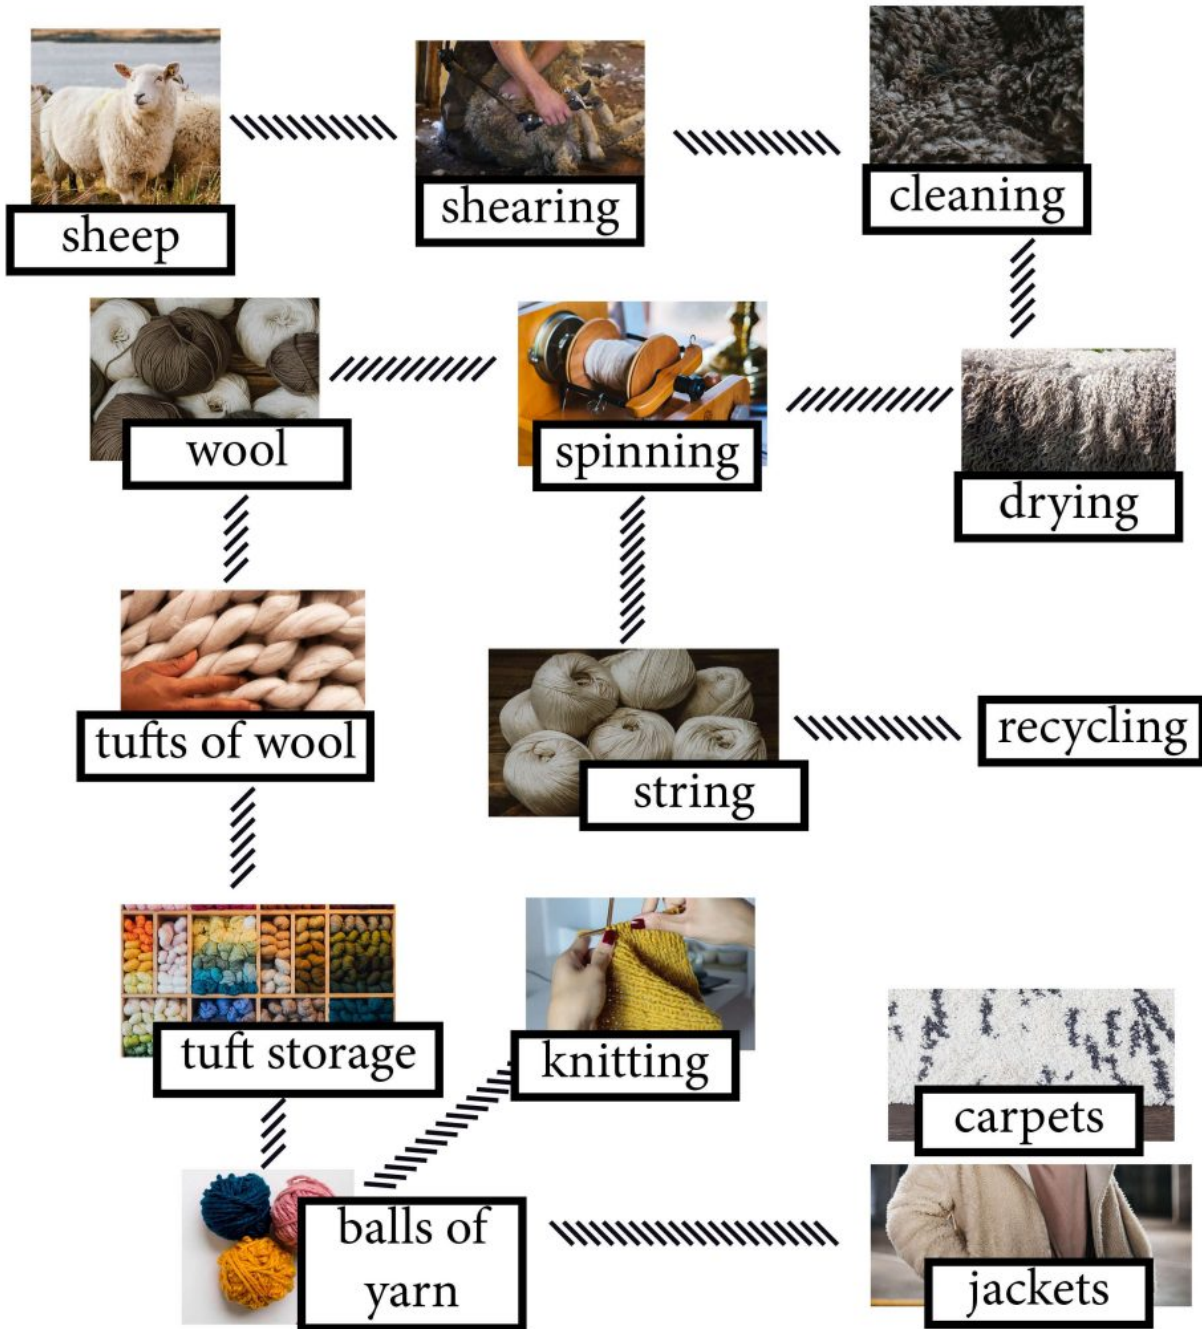 sheep
shearing
cleaning
wool
spinning
drying
tufts of wool
string
recycling
tuft storage
knitting
carpets
balls of
yarn
jackets